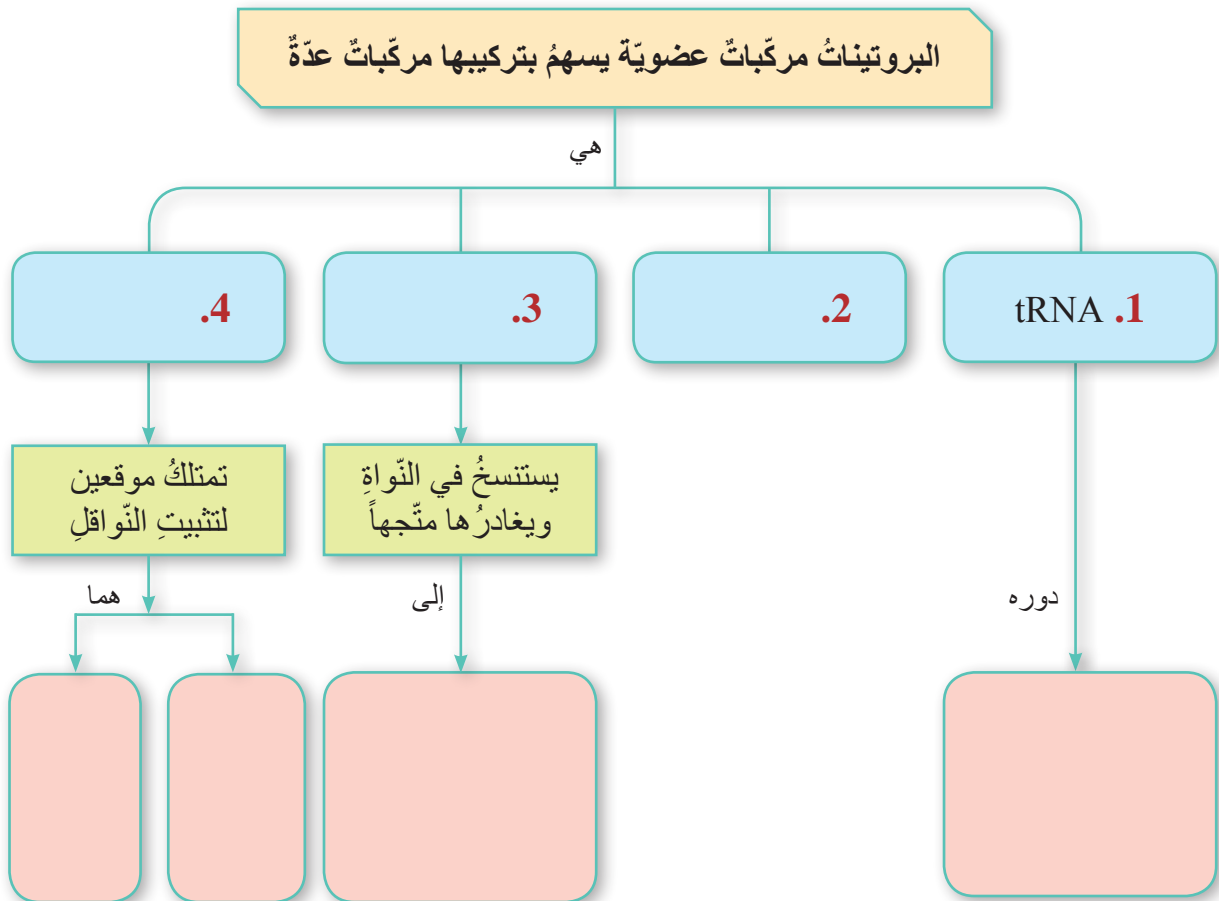 البروتيناتُ مركّباتٌ عضويّة يسهمُ بتركيبها مركّباتٌ عدّةٌ
هي
1. tRNA
2.
3.
4.
يستنسخُ في النّواةِ
ويغادرُها متّجهاً
تمتلكُ موقعين
لتثبيتِ النّواقلِ
دوره
إلى
هما